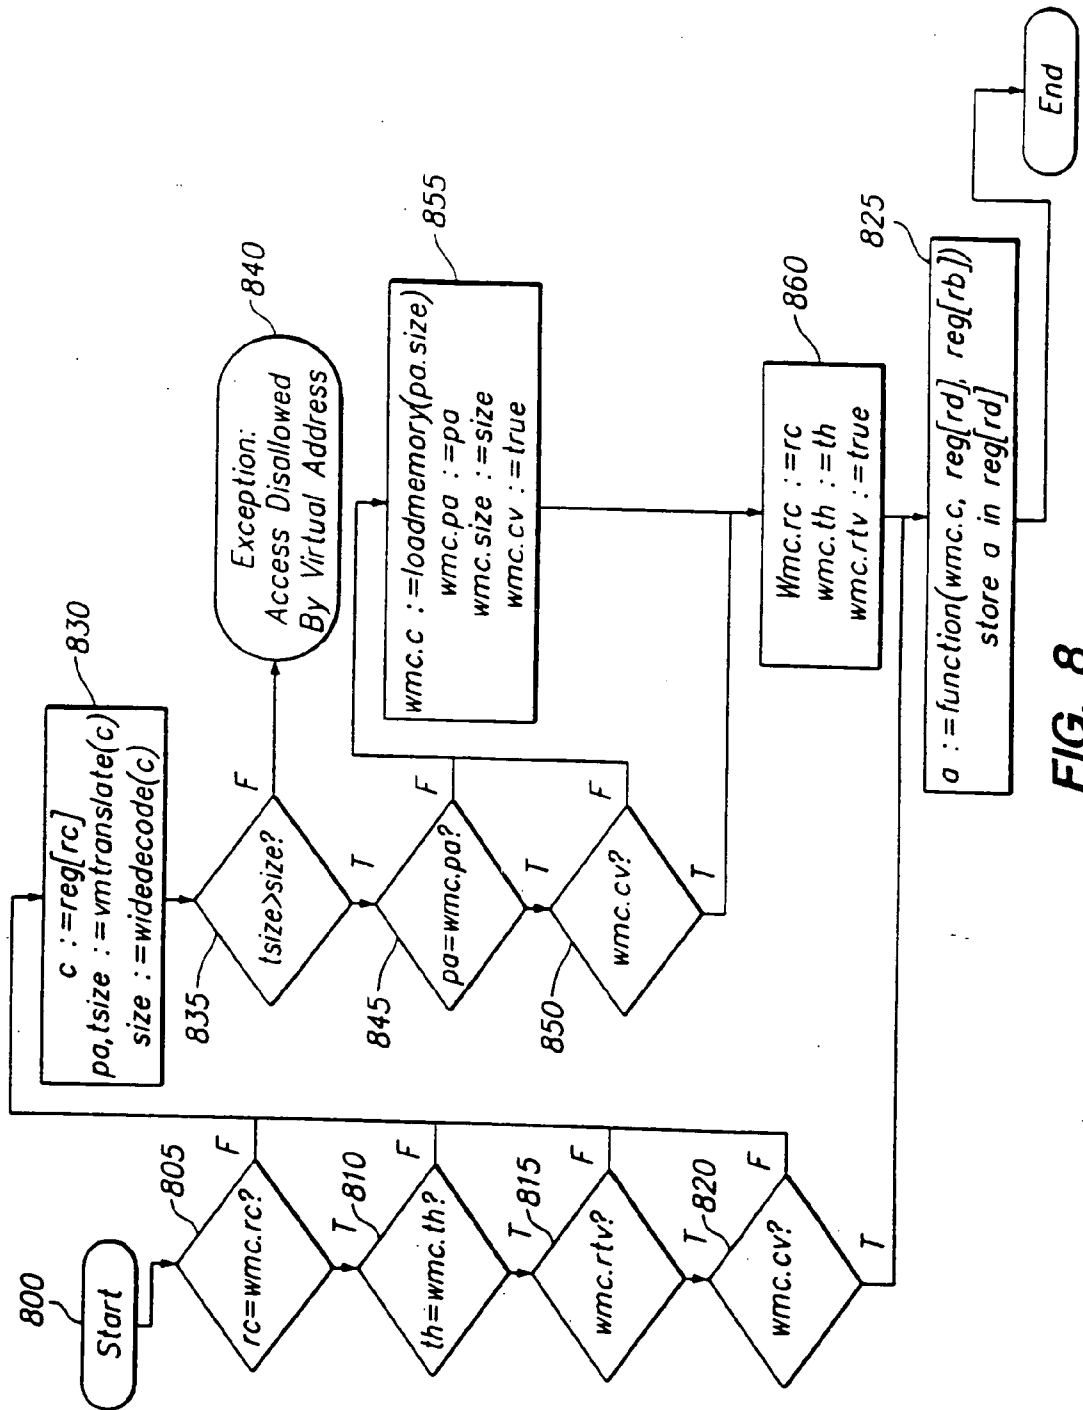 800
Start
805
rc=wmc.rc?
F
T
810
th=wmc.th?
F
T
815
wmc.rtv?
F
T
820
wmc.cv?
F
T
830
c :=reg[rc]
pa,tsize :=vmtranslate(c)
size :=widedecode(c)
835
tsize>size?
F
T
840
Exception:
Access Disallowed
By Virtual Address
845
pa=wmc.pa?
F
850
wmc.cv?
F
T
855
wmc.c :=loadmemory(pa.size)
wmc.pa :=pa
wmc.size :=size
wmc.cv :=true
860
Wmc.rc :=rc
wmc.th :=th
wmc.rtv :=true
825
a :=function(wmc.c, reg[rd], reg[rb])
store a in reg[rd]
End
FIG. 8